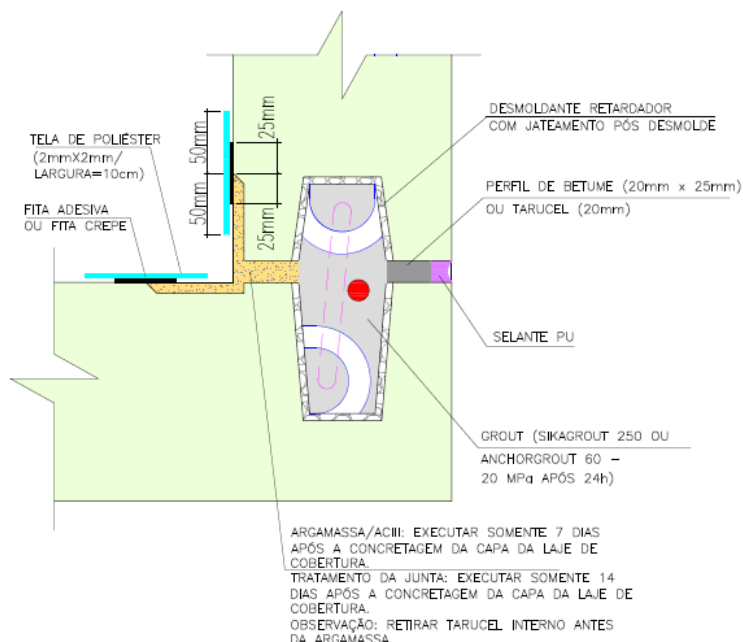 DESMOLDANTE RETARDADOR
COM JATEAMENTO PÓS DESMOLDE
TELA DE POLIÉSTER
(2mmX2mm/
LARGURA=10cm)
FITA ADESIVA
OU FITA CREPE
50mm
50mm
25mm
25mm
PERFIL DE BETUME (20mm x 25mm)
OU TARUCEL (20mm)
SELANTE PU
GROUT (SIKAGROUT 250 OU
ANCHORGROUT 60 –
20 MPa APÓS 24h)
ARGAMASSA/ACIII: EXECUTAR SOMENTE 7 DIAS
APÓS A CONCRETAGEM DA CAPA DA LAJE DE
COBERTURA.
TRATAMENTO DA JUNTA: EXECUTAR SOMENTE 14
DIAS APÓS A CONCRETAGEM DA CAPA DA LAJE DE
COBERTURA.
OBSERVAÇÃO: RETIRAR TARUCEL INTERNO ANTES
DA ARGAMASSA